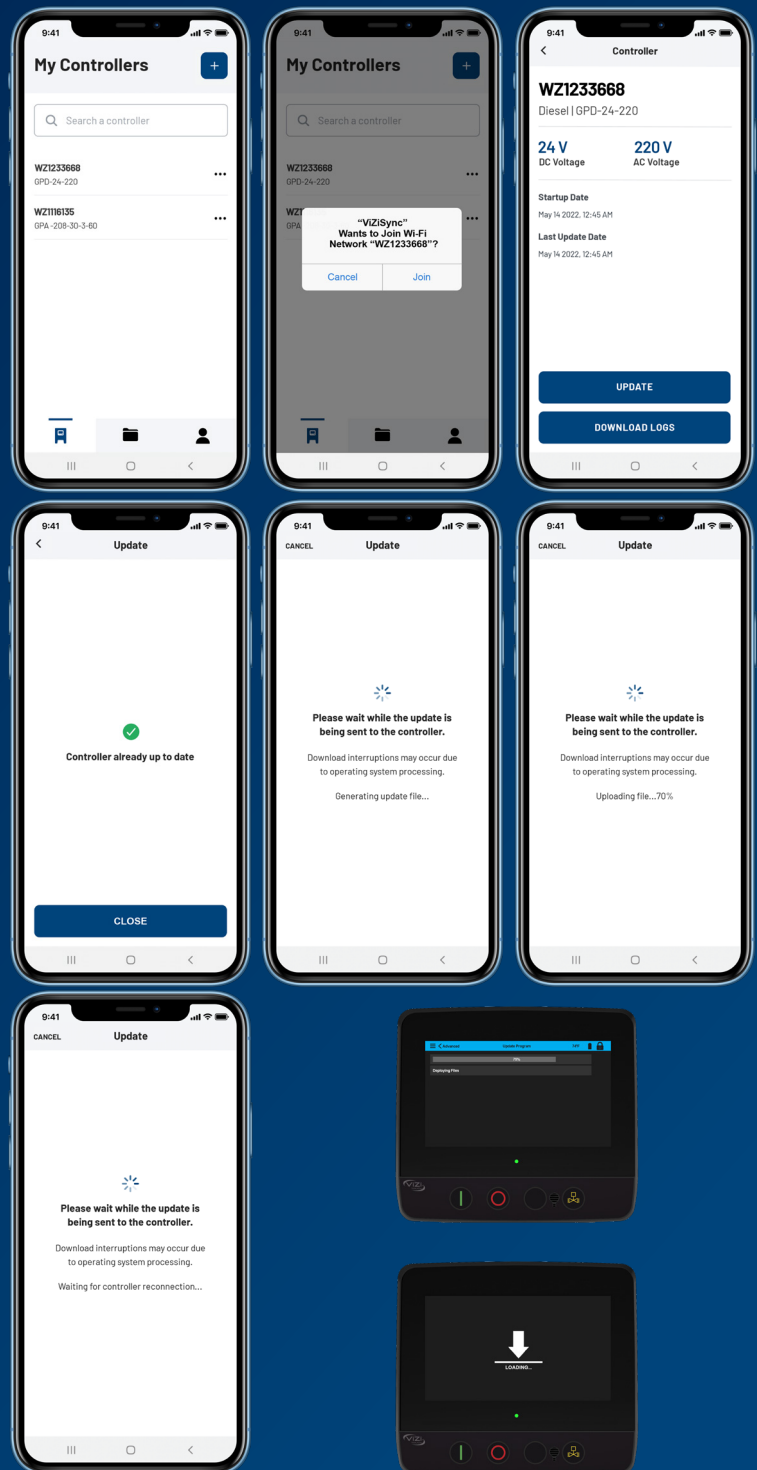 9:41
My Controllers
+
Search a controller
WZ1233668
GPD-24-220
WZ1116135
GPA-208-30-3-60
9:41
My Controllers
+
Search a controller
WZ1233668
GPD-24-220
WZ1
GPA
"ViZiSync"
Wants to Join Wi-Fi
Network "WZ1233668"?
Cancel
Join
9:41
Controller
WZ1233668
Diesel | GPD-24-220
24 V
220 V
DC Voltage
AC Voltage
Startup Date
May 14 2022, 12:45 AM
Last Update Date
May 14 2022, 12:45 AM
UPDATE
DOWNLOAD LOGS
9:41
Update
Controller already up to date
CLOSE
9:41
CANCEL
Update
Please wait while the update is
being sent to the controller.
Download interruptions may occur due
to operating system processing.
Generating update file...
9:41
CANCEL
Update
Please wait while the update is
being sent to the controller.
Download interruptions may occur due
to operating system processing.
Uploading file...70%
9:41
CANCEL
Update
Please wait while the update is
being sent to the controller.
Download interruptions may occur due
to operating system processing.
Waiting for controller reconnection...
Advanced
Update Program
Deploying Files
ViZi
LOADING...
ViZi